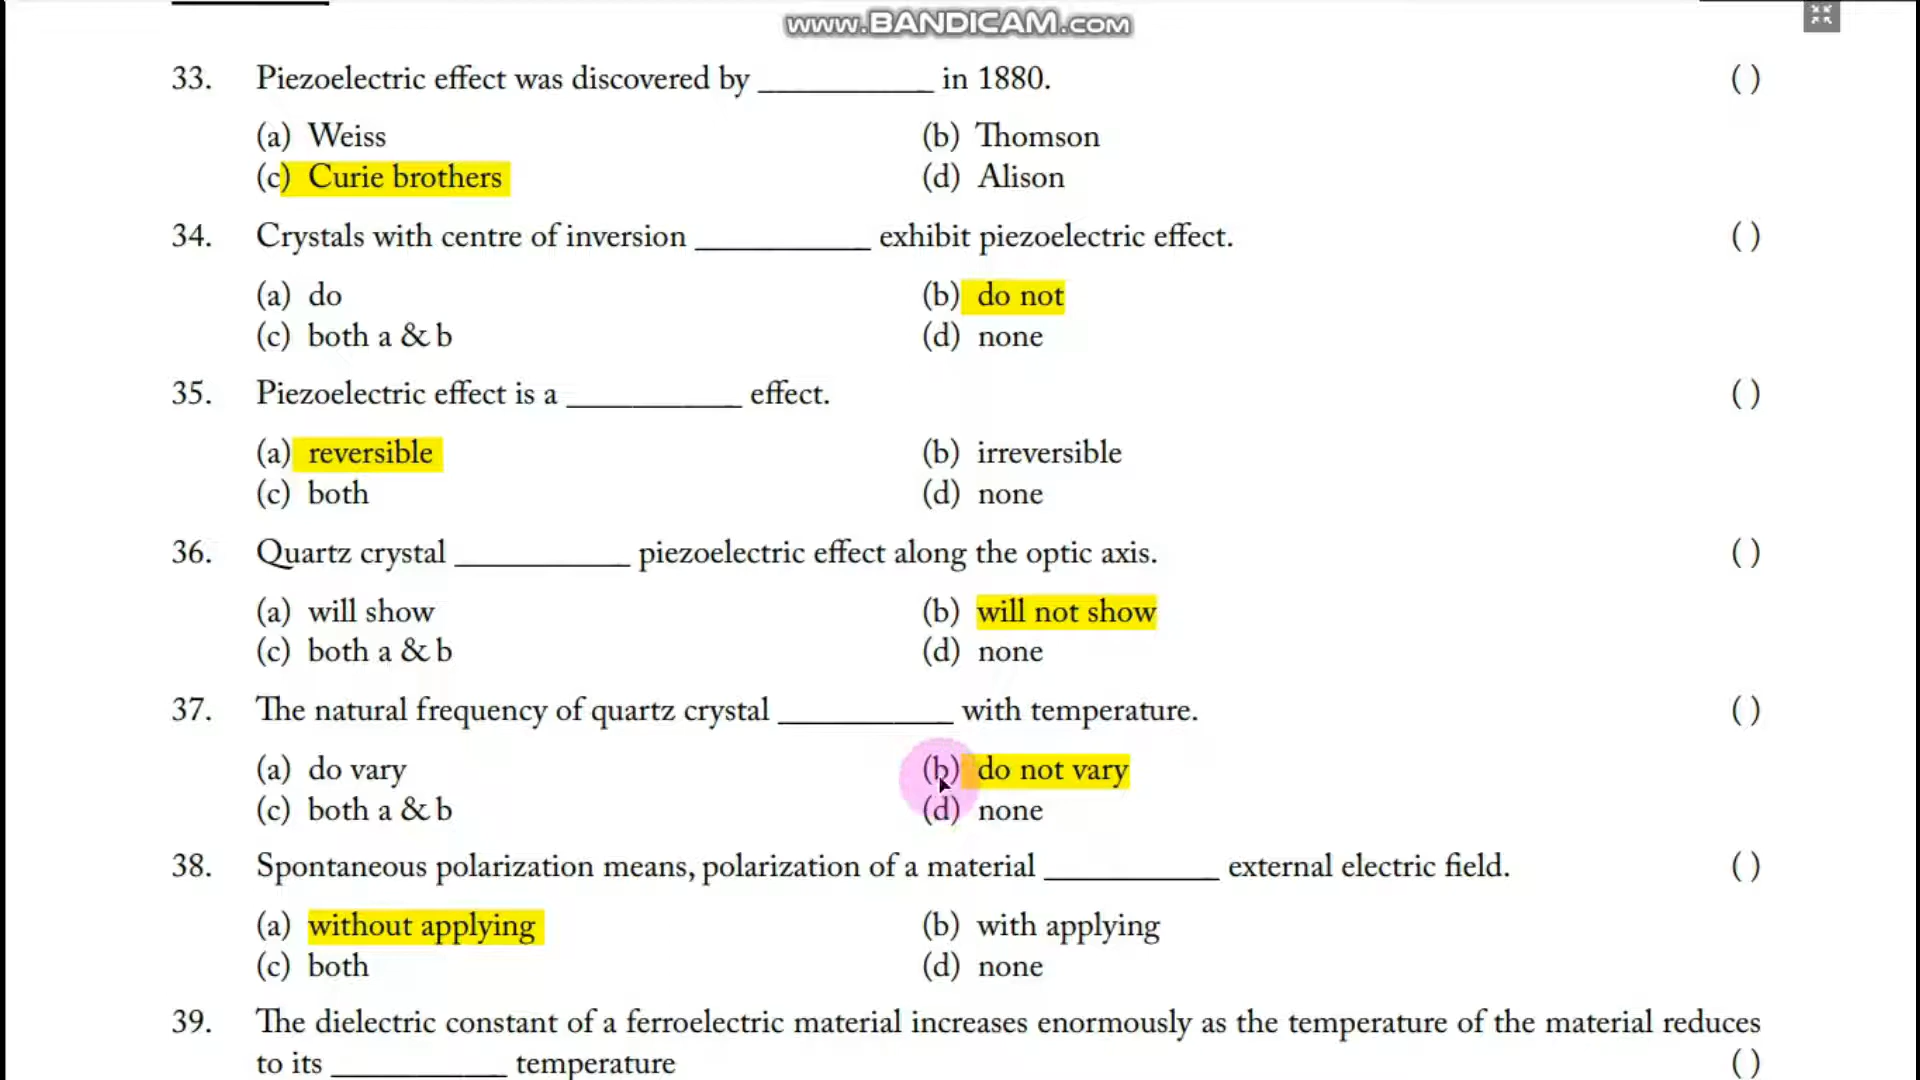 www.BANDICAM.com
33. Piezoelectric effect was discovered by __________ in 1880. ( )
(a) Weiss (b) Thomson
(c) Curie brothers (d) Alison
34. Crystals with centre of inversion __________ exhibit piezoelectric effect. ( )
(a) do (b) do not
(c) both a & b (d) none
35. Piezoelectric effect is a __________ effect. ( )
(a) reversible (b) irreversible
(c) both (d) none
36. Quartz crystal __________ piezoelectric effect along the optic axis. ( )
(a) will show (b) will not show
(c) both a & b (d) none
37. The natural frequency of quartz crystal __________ with temperature. ( )
(a) do vary (b) do not vary
(c) both a & b (d) none
38. Spontaneous polarization means, polarization of a material __________ external electric field. ( )
(a) without applying (b) with applying
(c) both (d) none
39. The dielectric constant of a ferroelectric material increases enormously as the temperature of the material reduces
to its __________ temperature ( )